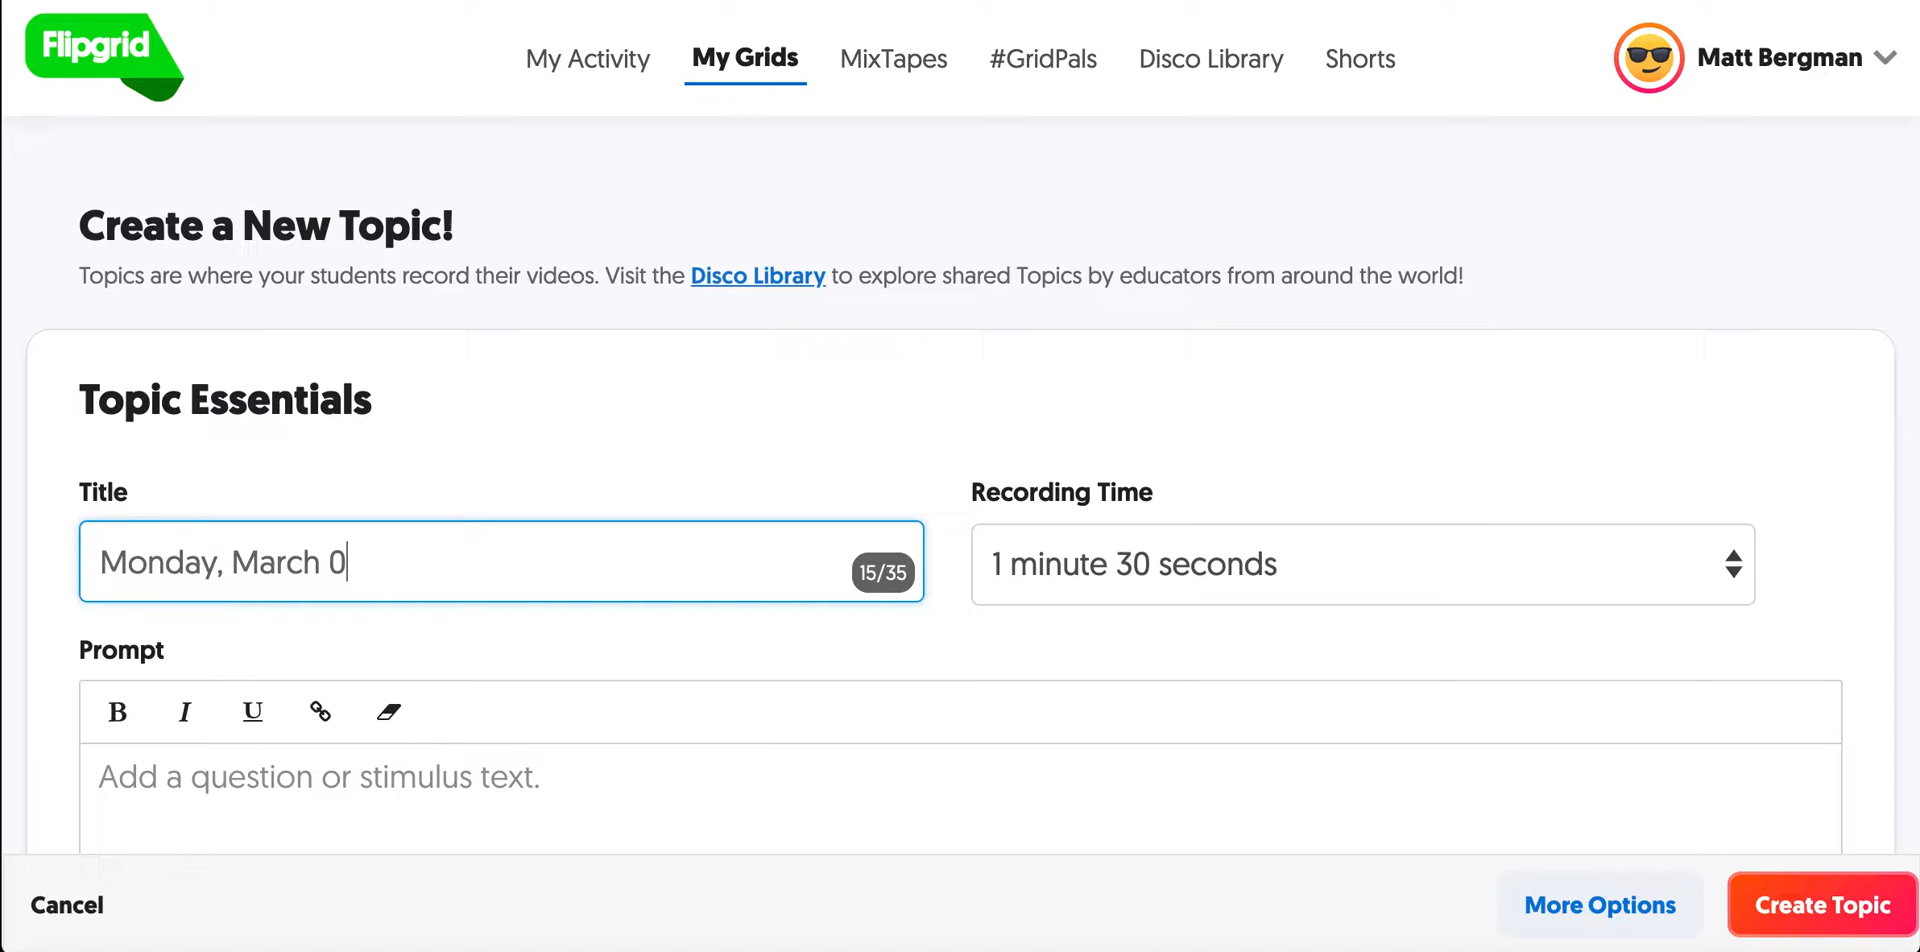 Flipgrid
My Activity
My Grids
MixTapes
#GridPals
Disco Library
Shorts
Matt Bergman
Create a New Topic!
Topics are where your students record their videos. Visit the Disco Library to explore shared Topics by educators from around the world!
Topic Essentials
Title
Monday, March 0
15/35
Recording Time
1 minute 30 seconds
Prompt
B I U
Add a question or stimulus text.
Cancel
More Options
Create Topic